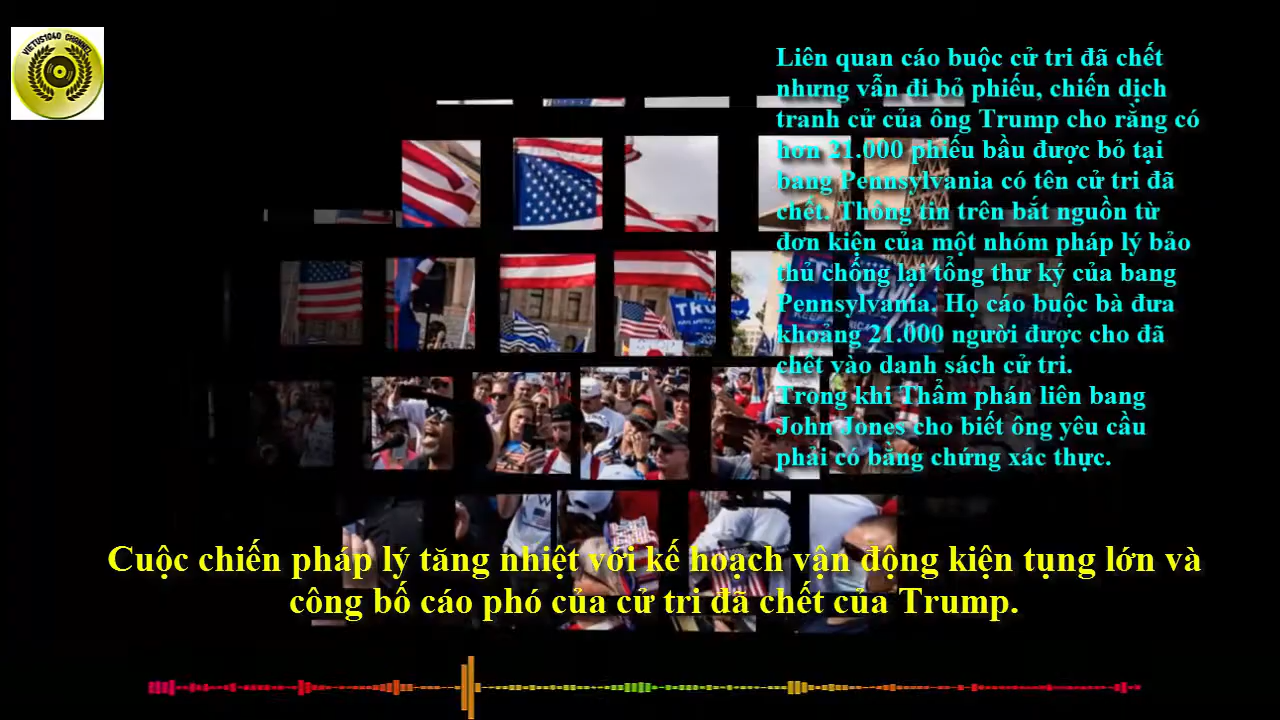 VIETUS1040 CHANNEL
Liên quan cáo buộc cử tri đã chết
nhưng vẫn đi bỏ phiếu, chiến dịch
tranh cử của ông Trump cho rằng có
hơn 21.000 phiếu bầu được bỏ tại
bang Pennsylvania có tên cử tri đã
chết. Thông tin trên bắt nguồn từ
đơn kiện của một nhóm pháp lý bảo
thủ chống lại tổng thư ký của bang
Pennsylvania. Họ cáo buộc bà đưa
khoảng 21.000 người được cho đã
chết vào danh sách cử tri.
Trong khi Thẩm phán liên bang
John Jones cho biết ông yêu cầu
phải có bằng chứng xác thực.
Cuộc chiến pháp lý tăng nhiệt với kế hoạch vận động kiện tụng lớn và
công bố cáo phó của cử tri đã chết của Trump.